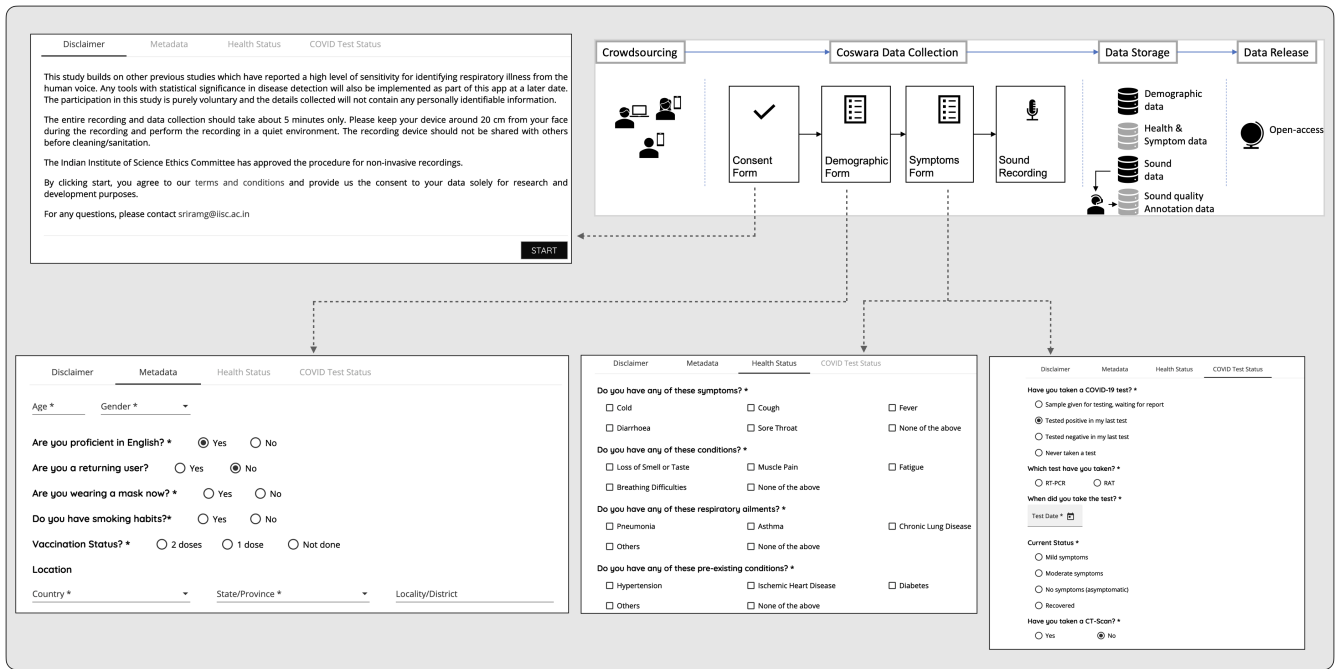 Disclaimer Metadata Health Status COVID Test Status
This study builds on other previous studies which have reported a high level of sensitivity for identifying respiratory illness from the
human voice. Any tools with statistical significance in disease detection will also be implemented as part of this app at a later date.
The participation in this study is purely voluntary and the details collected will not contain any personally identifiable information.
The entire recording and data collection should take about 5 minutes only. Please keep your device around 20 cm from your face
during the recording and perform the recording in a quiet environment. The recording device should not be shared with others
before cleaning/sanitation.
The Indian Institute of Science Ethics Committee has approved the procedure for non-invasive recordings.
By clicking start, you agree to our terms and conditions and provide us the consent to your data solely for research and
development purposes.
For any questions, please contact sriramg@iisc.ac.in
START
Crowdsourcing Coswara Data Collection Data Storage Data Release
Consent
Form
Demographic
Form
Symptoms
Form
Sound
Recording
Demographic
data
Health &
Symptom data
Sound
data
Sound quality
Annotation data
Open-access
Disclaimer Metadata Health Status COVID Test Status
Age * Gender *
Are you proficient in English? * Yes No
Are you a returning user? Yes No
Are you wearing a mask now? * Yes No
Do you have smoking habits?* Yes No
Vaccination Status? * 2 doses 1 dose Not done
Location
Country * State/Province * Locality/District
Disclaimer Metadata Health Status COVID Test Status
Do you have any of these symptoms? *
Cold Cough Fever
Diarrhoea Sore Throat None of the above
Do you have any of these conditions? *
Loss of Smell or Taste Muscle Pain Fatigue
Breathing Difficulties None of the above
Do you have any of these respiratory ailments? *
Pneumonia Asthma Chronic Lung Disease
Others None of the above
Do you have any of these pre-existing conditions? *
Hypertension Ischemic Heart Disease Diabetes
Others None of the above
Disclaimer Metadata Health Status COVID Test Status
Have you taken a COVID-19 test? *
Sample given for testing, waiting for report
Tested positive in my last test
Tested negative in my last test
Never taken a test
Which test have you taken? *
RT-PCR RAT
When did you take the test? *
Test Date *
Current Status *
Mild symptoms
Moderate symptoms
No symptoms (asymptomatic)
Recovered
Have you taken a CT-Scan? *
Yes No